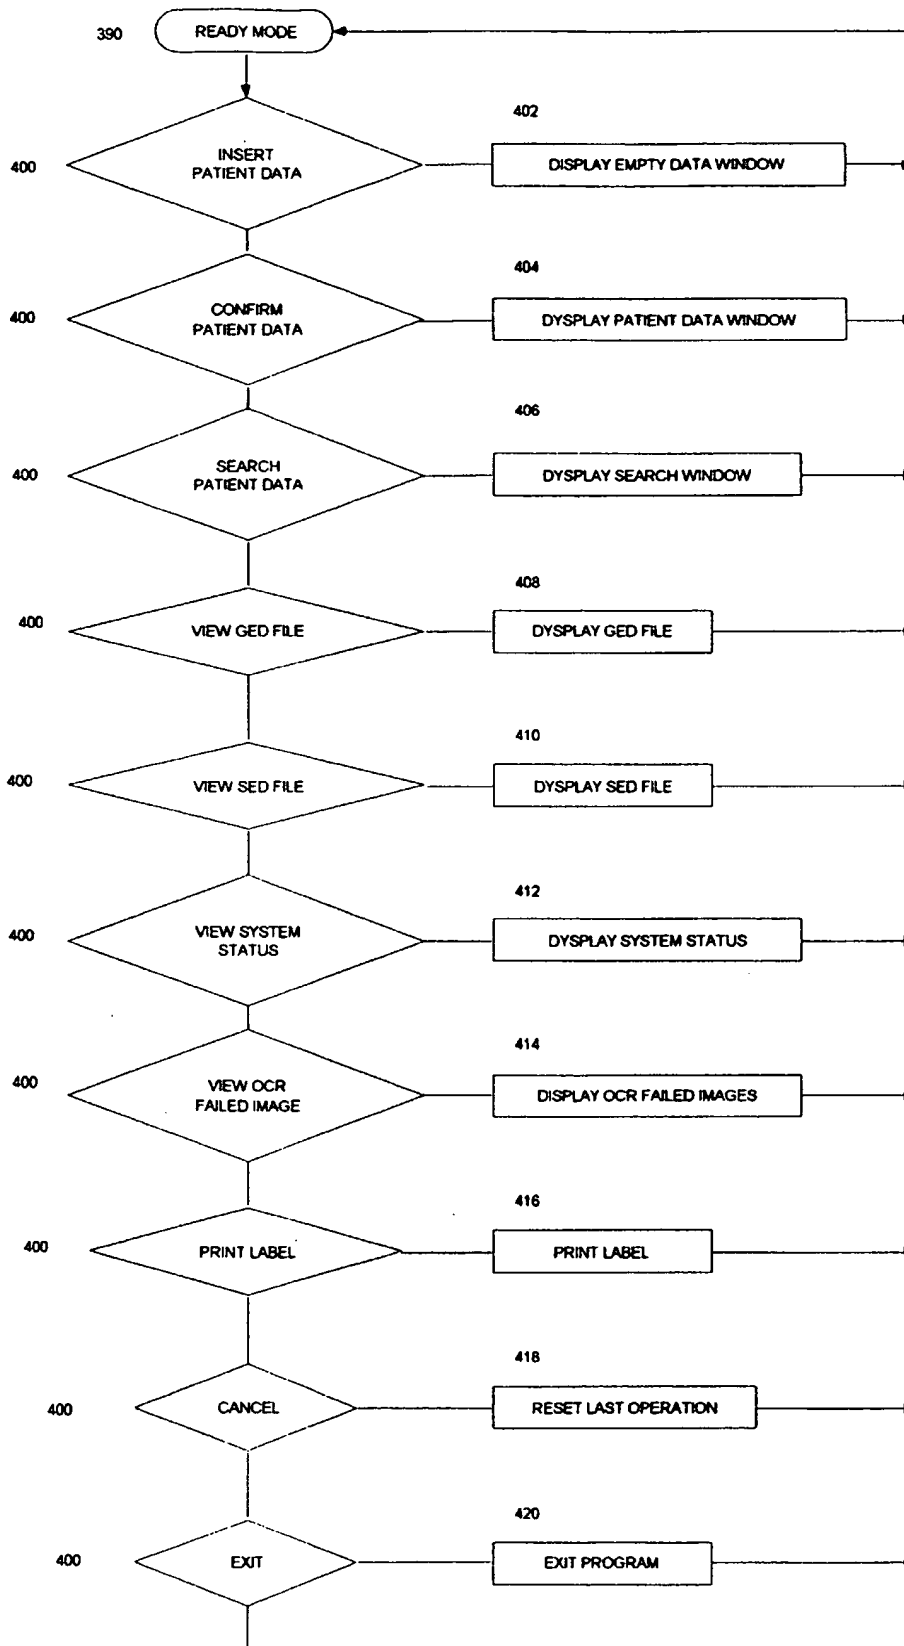 390
READY MODE
402
400
INSERT
PATIENT DATA
DISPLAY EMPTY DATA WINDOW
404
400
CONFIRM
PATIENT DATA
DYSPLAY PATIENT DATA WINDOW
406
400
SEARCH
PATIENT DATA
DYSPLAY SEARCH WINDOW
408
400
VIEW GED FILE
DYSPLAY GED FILE
410
400
VIEW SED FILE
DYSPLAY SED FILE
412
400
VIEW SYSTEM
STATUS
DYSPLAY SYSTEM STATUS
414
400
VIEW OCR
FAILED IMAGE
DISPLAY OCR FAILED IMAGES
416
400
PRINT LABEL
PRINT LABEL
418
400
CANCEL
RESET LAST OPERATION
420
400
EXIT
EXIT PROGRAM